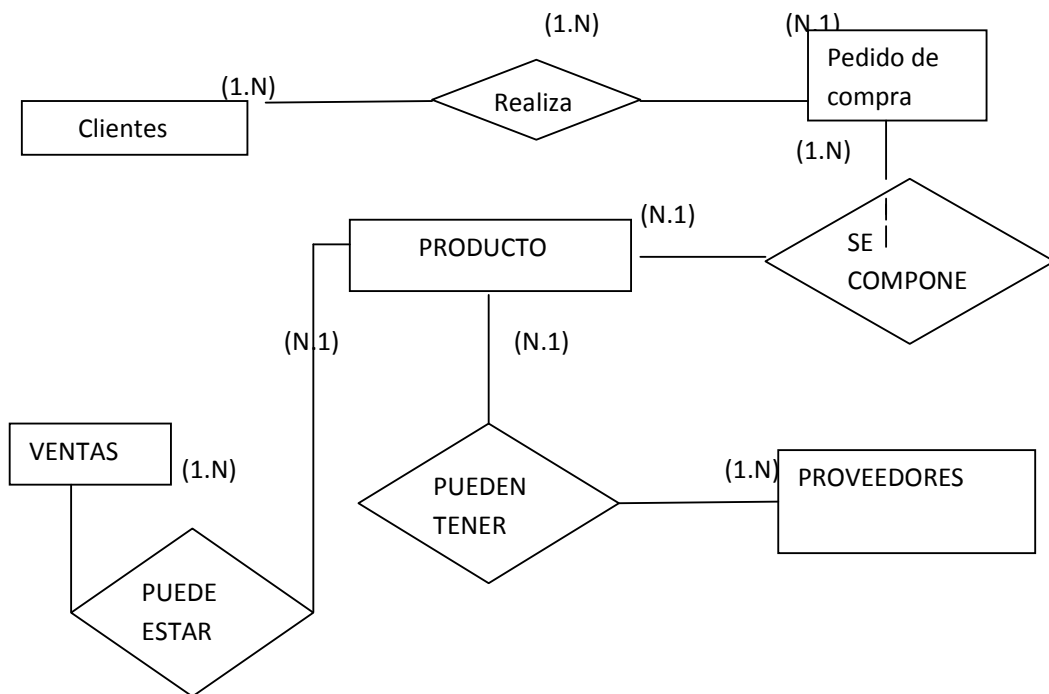 (1.N)
(N.1)
Pedido de
compra
(1.N)
Realiza
Clientes
(1.N)
(N.1)
PRODUCTO
SE
COMPONE
(N.1)
(N.1)
VENTAS
(1.N)
(1.N)
PROVEEDORES
PUEDEN
TENER
PUEDE
ESTAR